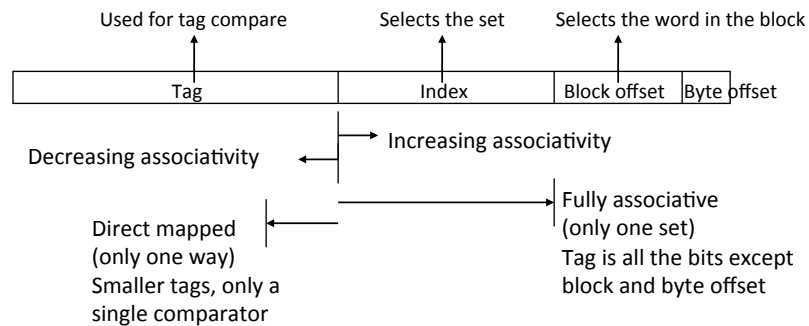 Used for tag compare
Selects the set
Selects the word in the block
Tag
Index
Block offset
Byte offset
Increasing associativity
Decreasing associativity
Fully associative
(only one set)
Tag is all the bits except
block and byte offset
Direct mapped
(only one way)
Smaller tags, only a
single comparator